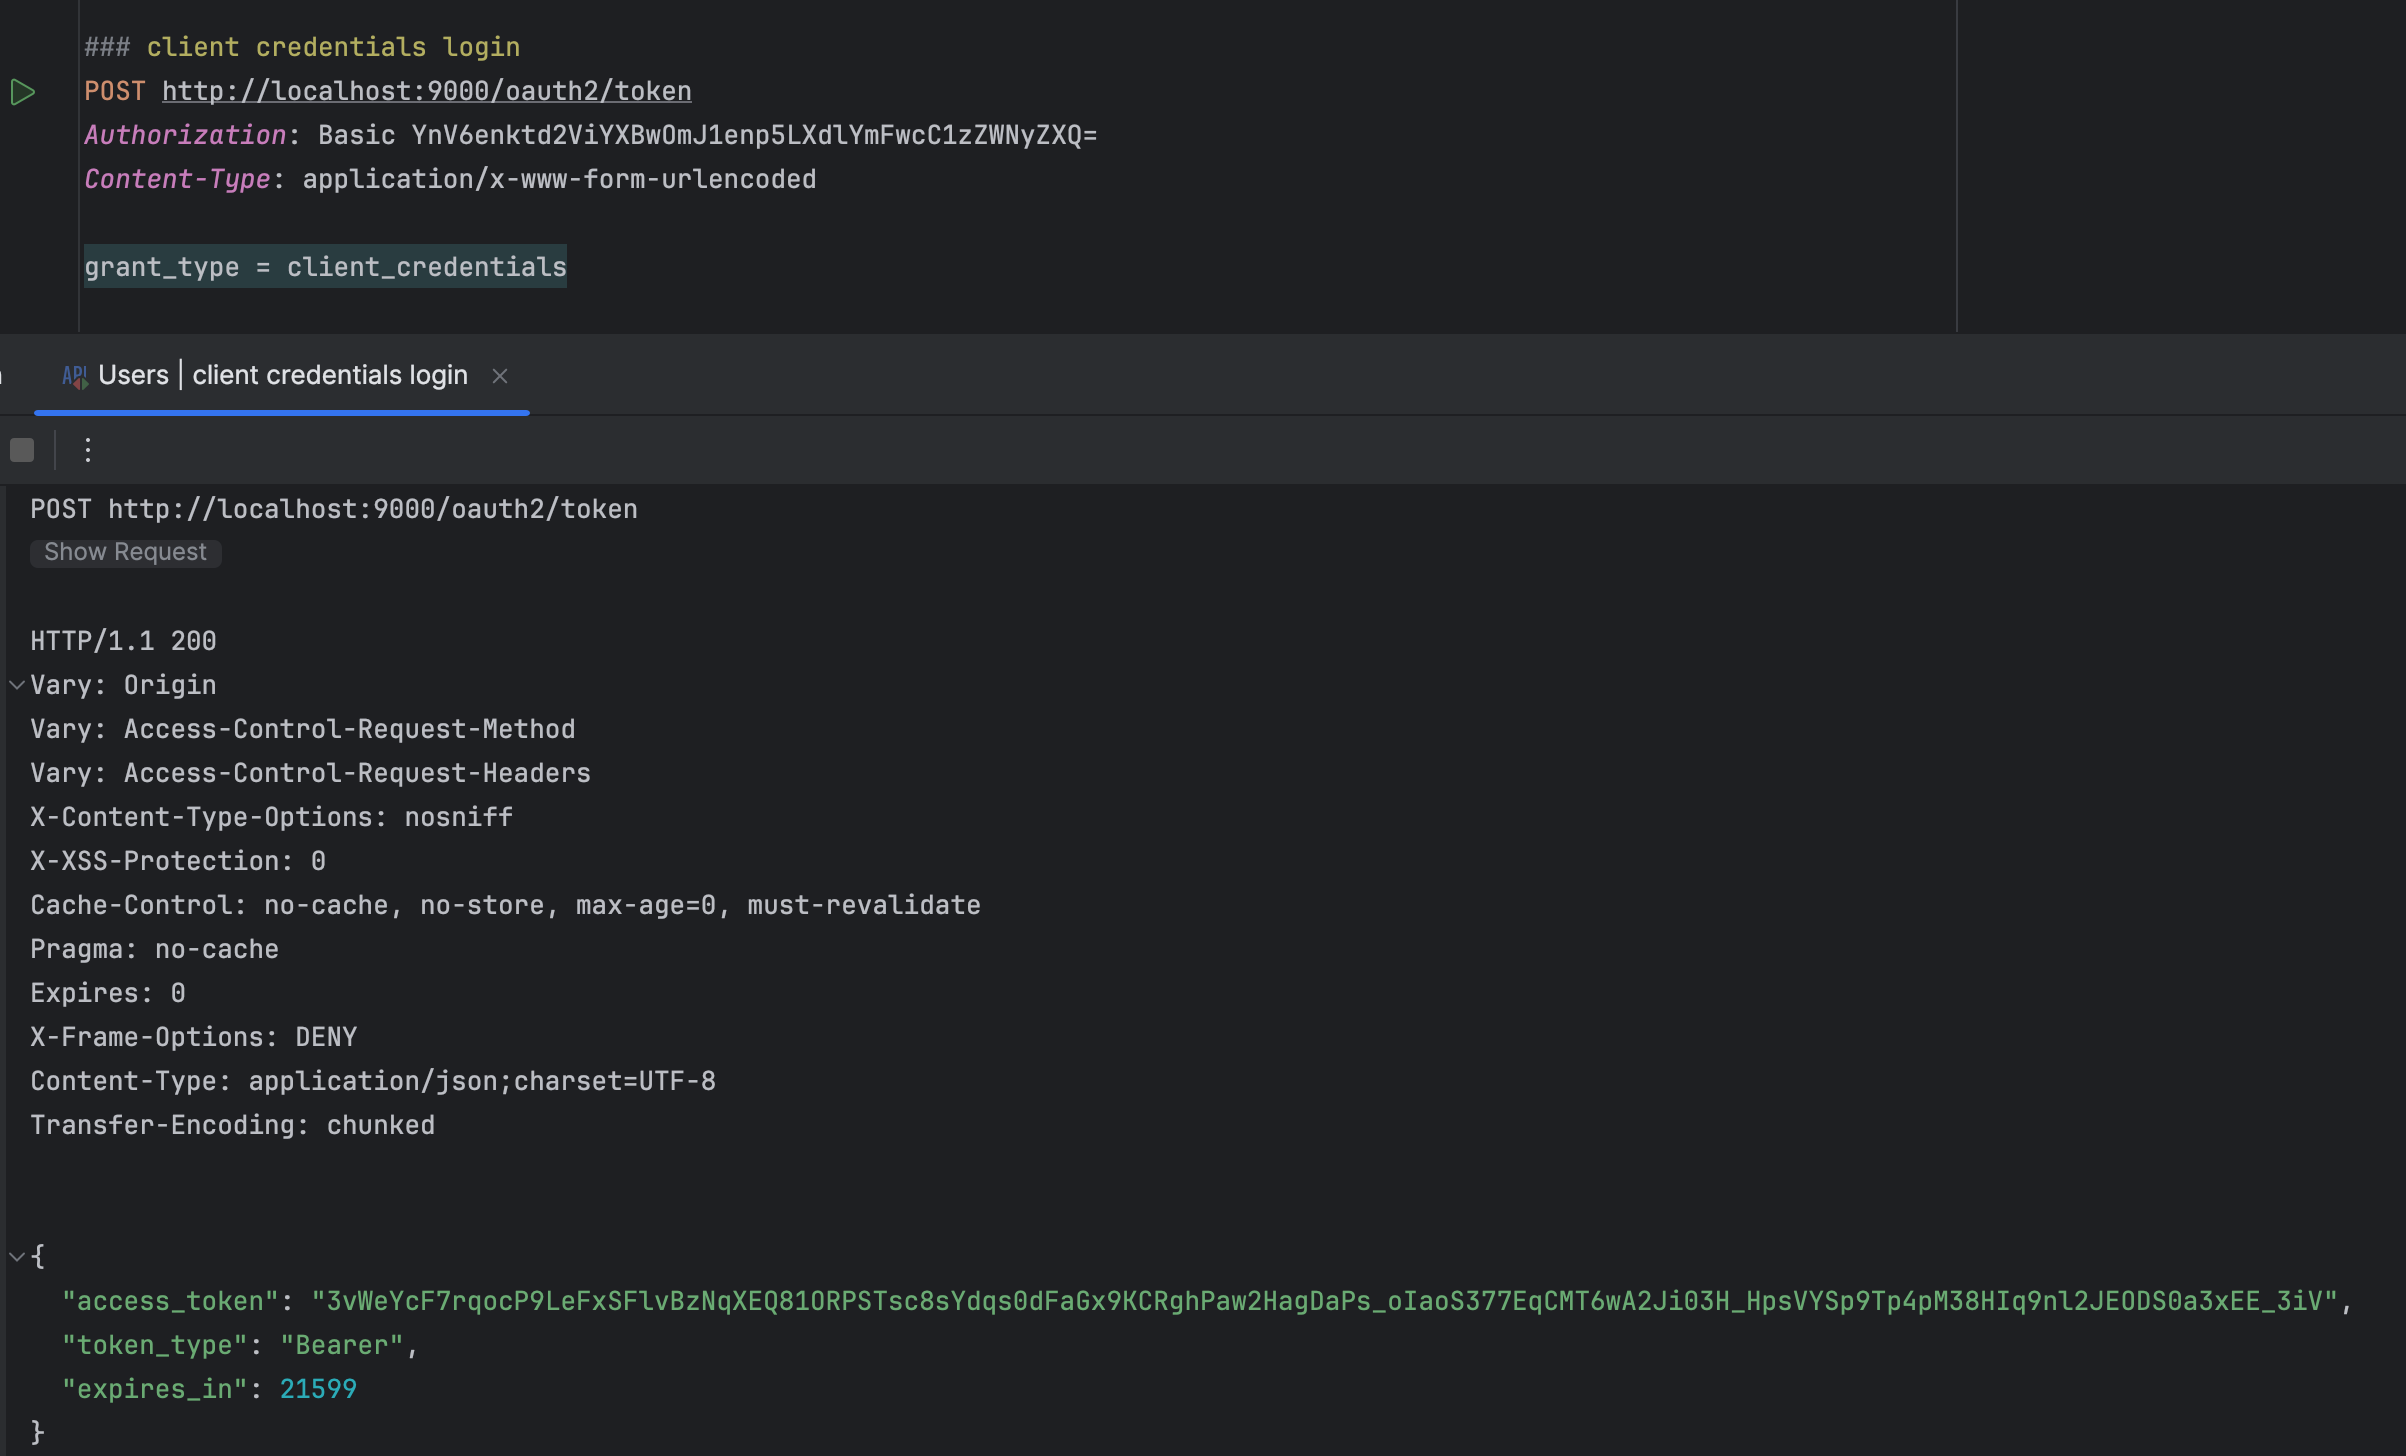 ### client credentials login
POST http://localhost:9000/oauth2/token
Authorization: Basic YnV6enktd2ViYXBwOmJ1enp5LXdlYmFwcC1zZWNyZXQ=
Content-Type: application/x-www-form-urlencoded
grant_type = client_credentials
API Users | client credentials login
POST http://localhost:9000/oauth2/token
Show Request
HTTP/1.1 200
Vary: Origin
Vary: Access-Control-Request-Method
Vary: Access-Control-Request-Headers
X-Content-Type-Options: nosniff
X-XSS-Protection: 0
Cache-Control: no-cache, no-store, max-age=0, must-revalidate
Pragma: no-cache
Expires: 0
X-Frame-Options: DENY
Content-Type: application/json;charset=UTF-8
Transfer-Encoding: chunked
{
"access_token": "3vWeYcF7rqocP9LeFxSFlvBzNqXEQ81ORPSTsc8sYdqs0dFaGx9KCRghPaw2HagDaPs_oIaoS377EqCMT6wA2Ji03H_HpsVYSp9Tp4pM38HIq9nl2JEODS0a3xEE_3iV",
"token_type": "Bearer",
"expires_in": 21599
}